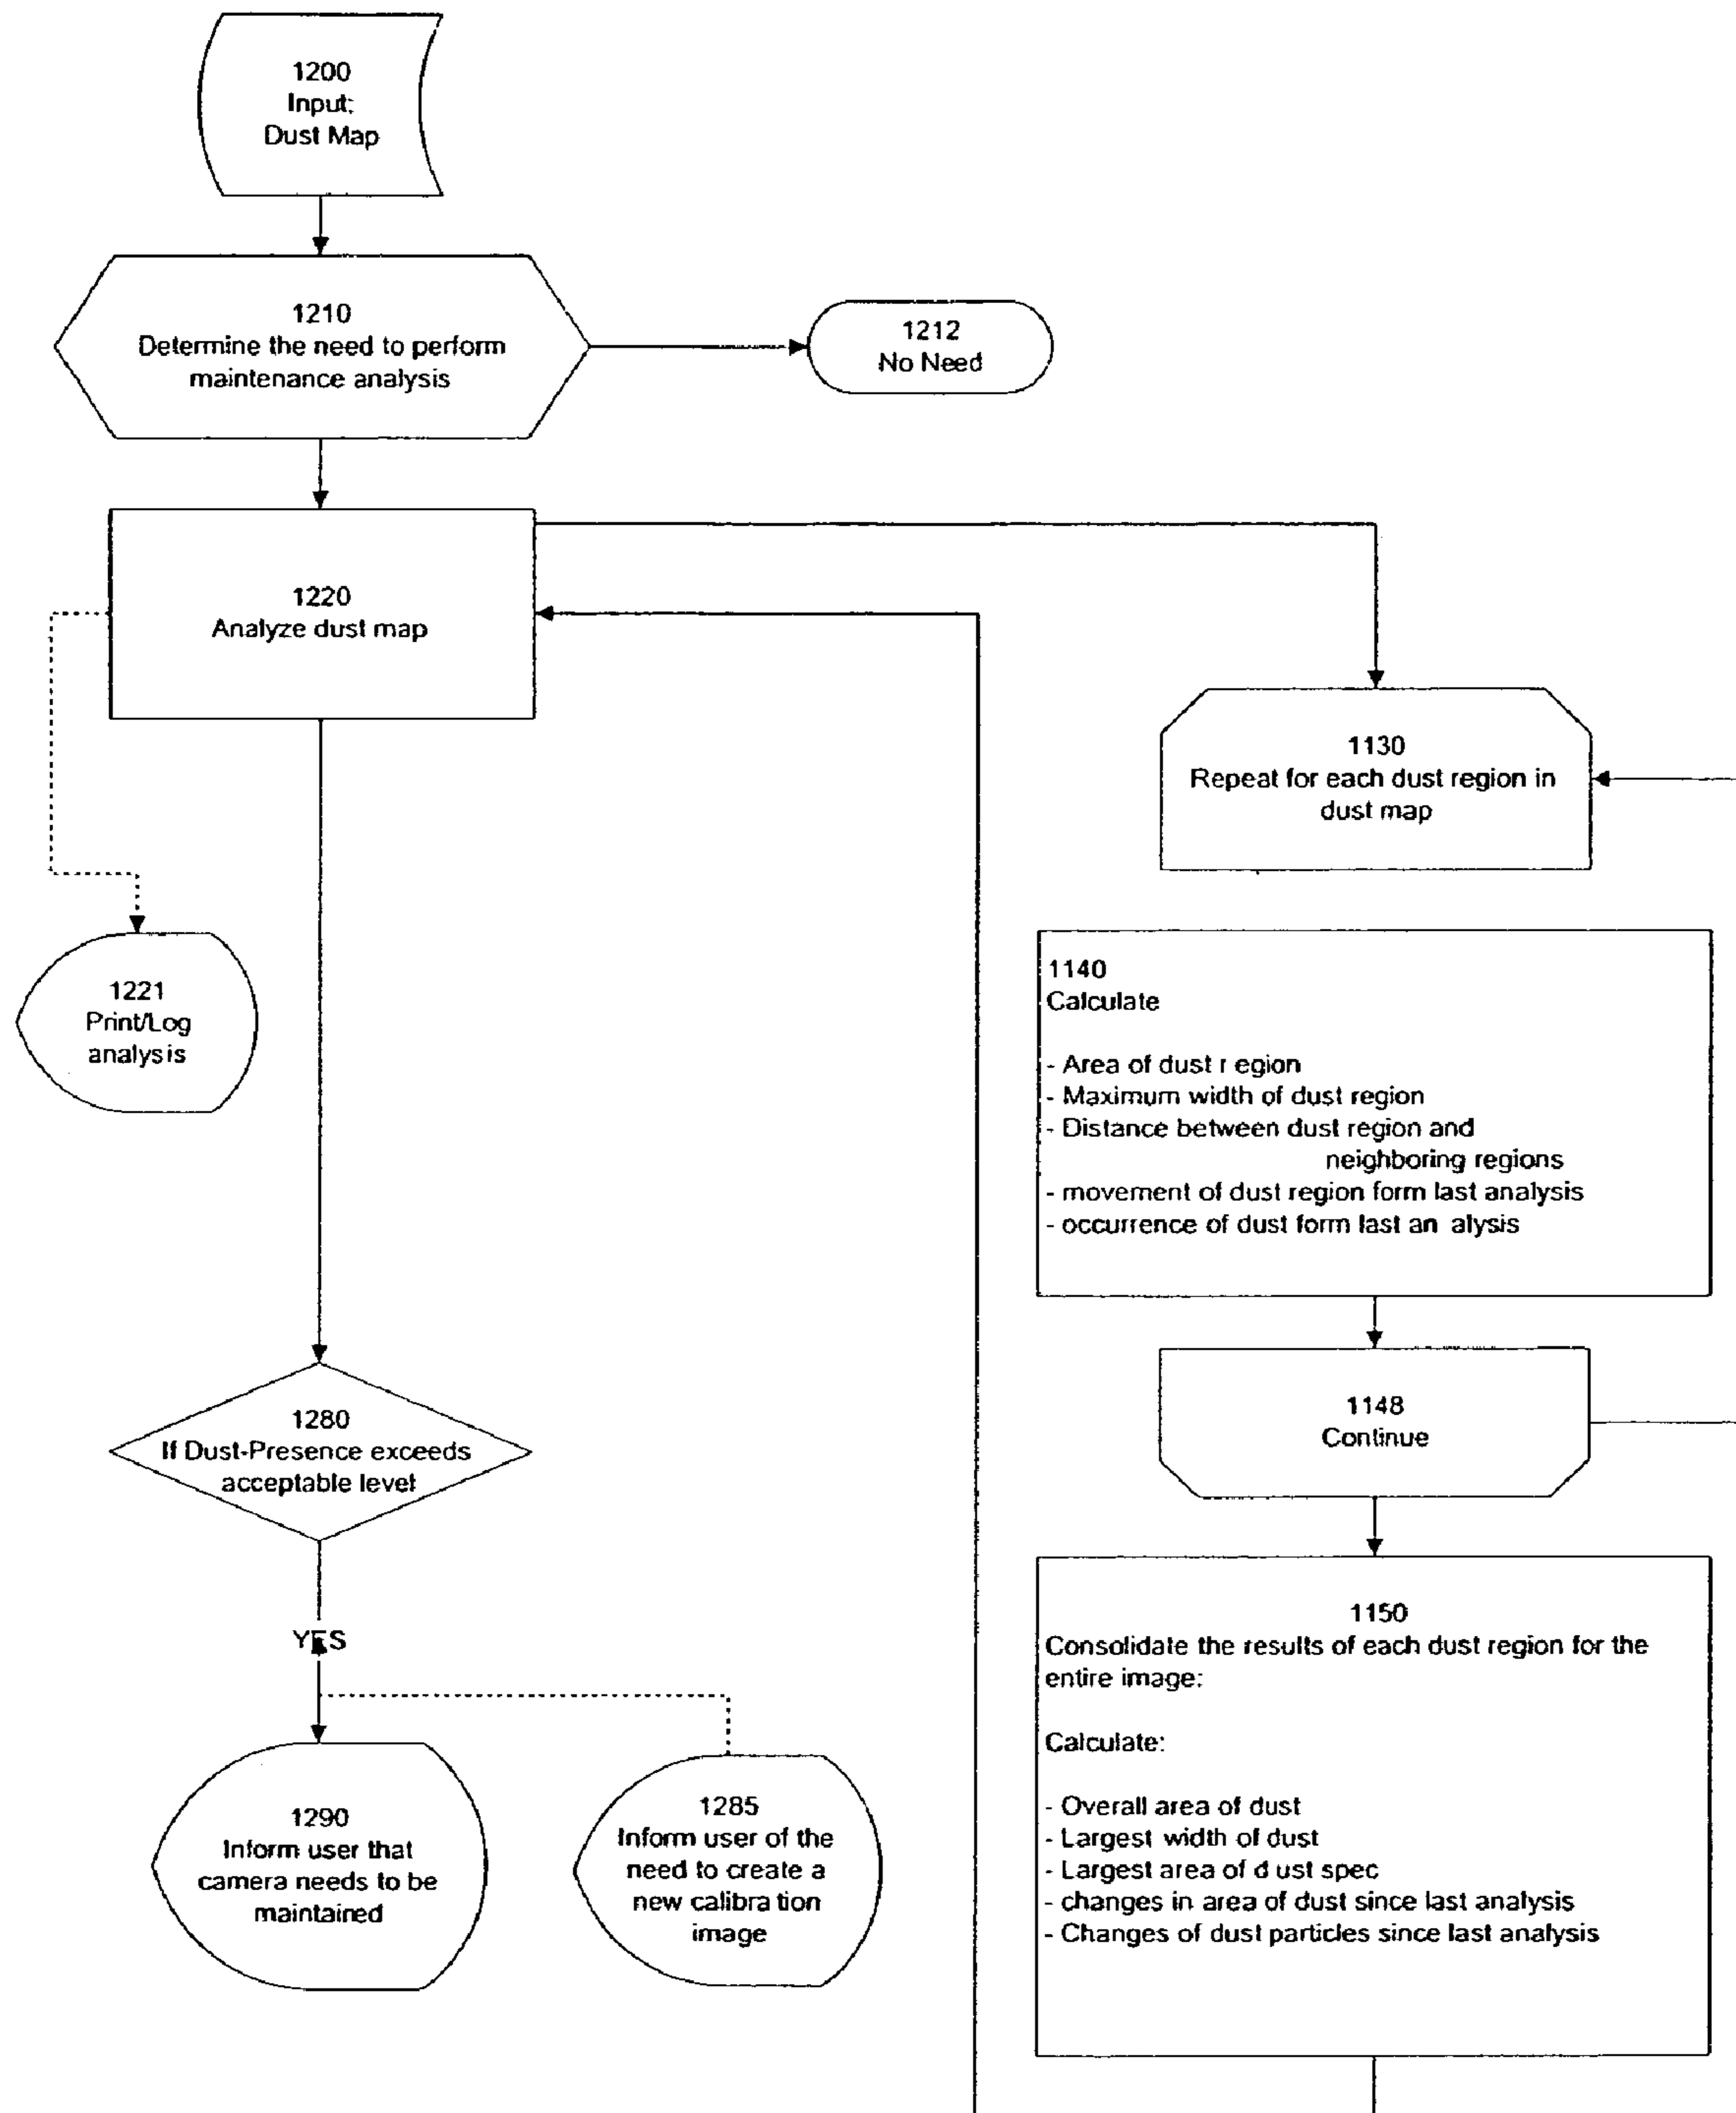 1200
Input:
Dust Map
1210
Determine the need to perform
maintenance analysis
1212
No Need
1220
Analyze dust map
1130
Repeat for each dust region in
dust map
1221
Print/Log
analysis
1140
Calculate
- Area of dust r egion
- Maximum width of dust region
- Distance between dust region and
neighboring regions
- movement of dust region form last analysis
- occurrence of dust form last an alysis
1148
Continue
1280
If Dust-Presence exceeds
acceptable level
YES
1150
Consolidate the results of each dust region for the
entire image:
Calculate:
- Overall area of dust
- Largest width of dust
- Largest area of d ust spec
- changes in area of dust since last analysis
- Changes of dust particles since last analysis
1290
Inform user that
camera needs to be
maintained
1285
Inform user of the
need to create a
new calibra tion
image